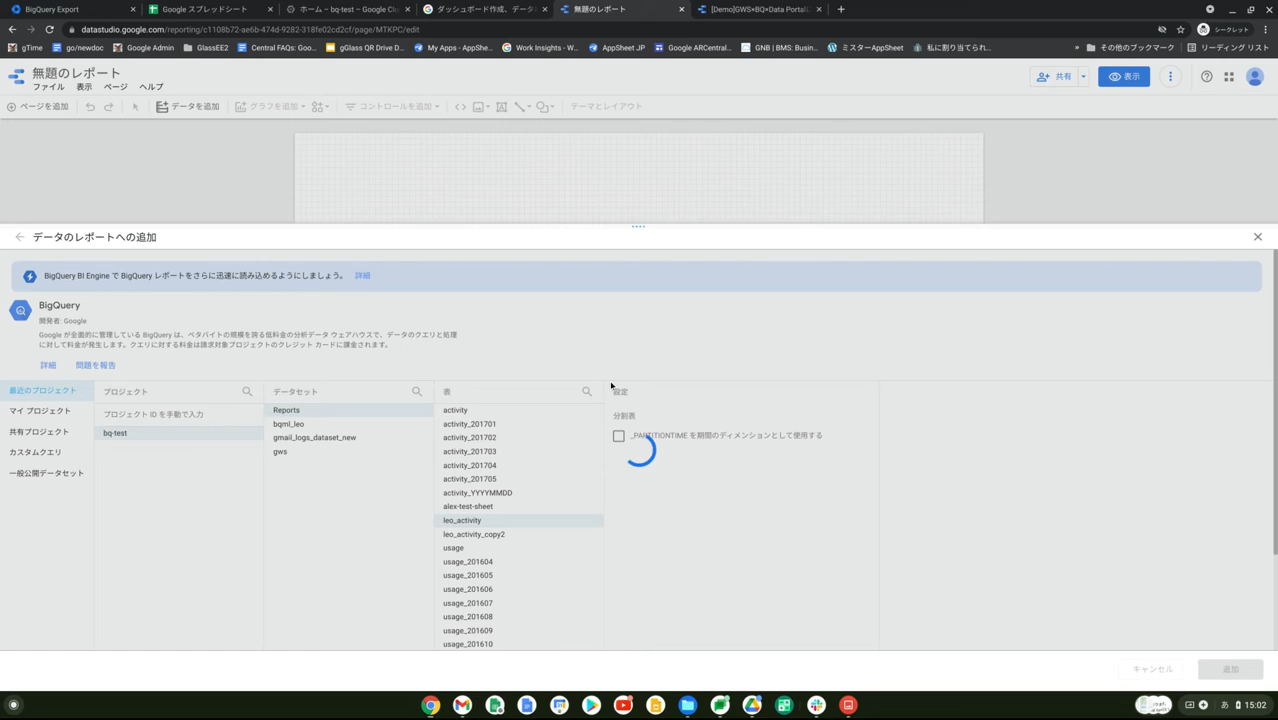 BigQuery Export
Google スプレッドシート
ホーム – bq-test – Google Cl
ダッシュボード作成、データ
無題のレポート
[Demo]GWS×BQ×Data Portal
datastudio.google.com/reporting/c1108b72-ae6b-474d-9282-318fe02cd2cf/page/MTKPC/edit
シークレット
gTime
go/newdoc
Google Admin
GlassEE2
Central FAQs: Goo...
gGlass QR Drive D...
My Apps - AppShe...
Work Insights - W...
AppSheet JP
Google ARCentral...
GNB | BMS: Busin...
ミスターAppSheet
私に割り当てられ...
»
その他のブックマーク
リーディング リスト
無題のレポート
ファイル 表示 ページ ヘルプ
共有
表示
ページを追加
データを追加
グラフを追加
コントロールを追加
テーマとレイアウト
データのレポートへの追加
BigQuery BI Engine で BigQuery レポートをさらに迅速に読み込めるようにしましょう。 詳細
BigQuery
開発者: Google
Google が全面的に管理している BigQuery は、ペタバイトの規模を誇る低料金の分析データ ウェアハウスで、データのクエリと処理
に対して料金が発生します。クエリに対する料金は請求対象プロジェクトのクレジット カードに課金されます。
詳細 問題を報告
最近のプロジェクト
マイ プロジェクト
共有プロジェクト
カスタムクエリ
一般公開データセット
プロジェクト
プロジェクト ID を手動で入力
bq-test
データセット
Reports
bqml_leo
gmail_logs_dataset_new
gws
表
activity
activity_201701
activity_201702
activity_201703
activity_201704
activity_201705
activity_YYYYMMDD
alex-test-sheet
leo_activity
leo_activity_copy2
usage
usage_201604
usage_201605
usage_201606
usage_201607
usage_201608
usage_201609
usage_201610
設定
分割表
_PARTITIONTIME を期間のディメンションとして使用する
キャンセル
追加
あ
15:02